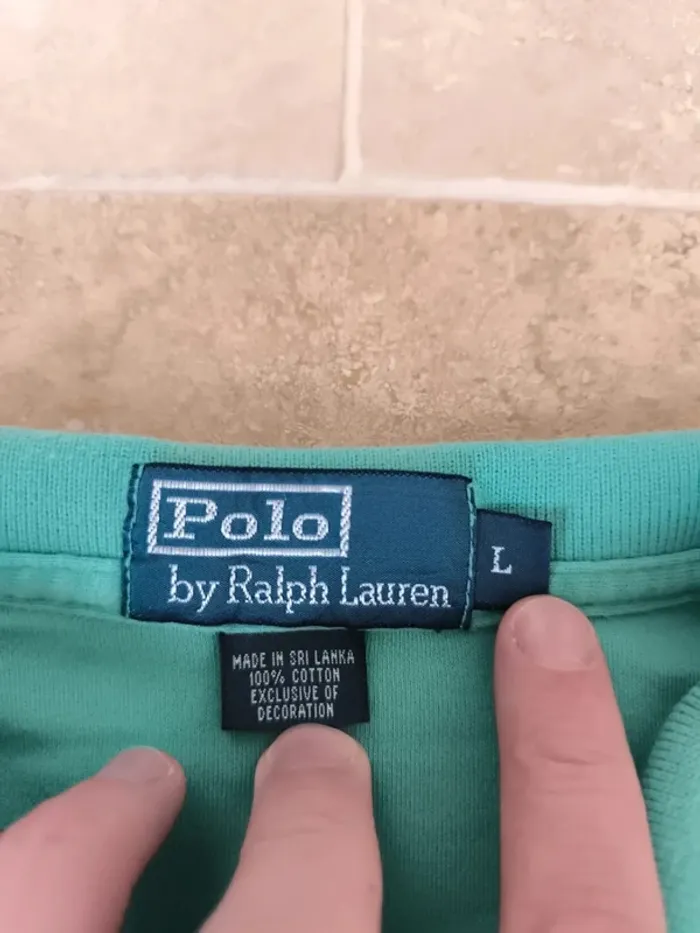 Polo
by Ralph Lauren
L
MADE IN SRI LANKA
100% COTTON
EXCLUSIVE OF
DECORATION